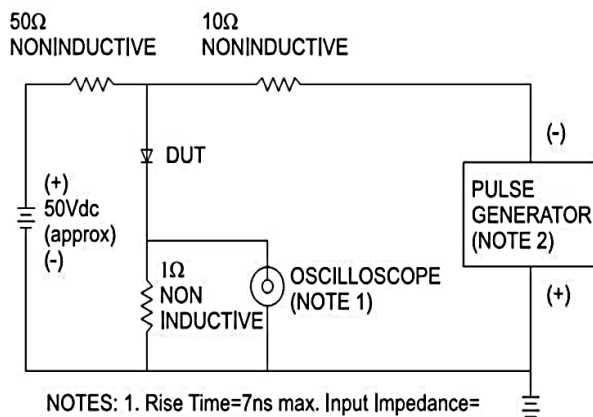 50Ω
NONINDUCTIVE
10Ω
NONINDUCTIVE
DUT
(+)
50Vdc
(approx)
(-)
1Ω
NON
INDUCTIVE
OSCILLOSCOPE
(NOTE 1)
(-)
PULSE
GENERATOR
(NOTE 2)
(+)
NOTES: 1. Rise Time=7ns max. Input Impedance=